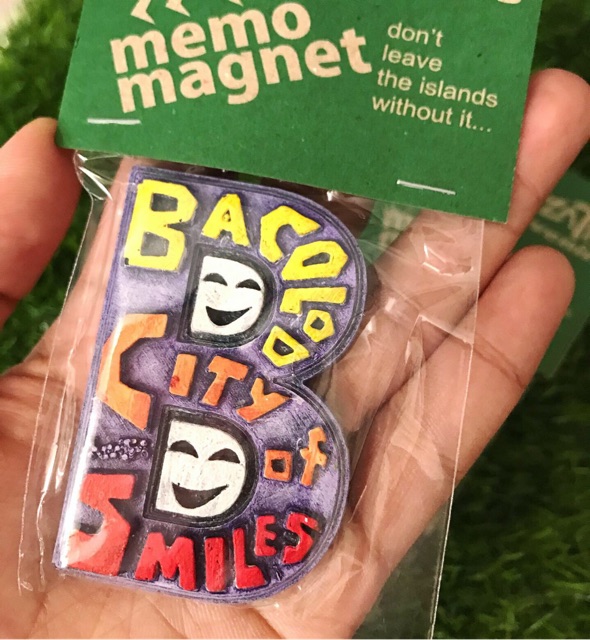 memo
magnet
don't
leave
the islands
without it...
BACOLOD
CITY
of
SMILES